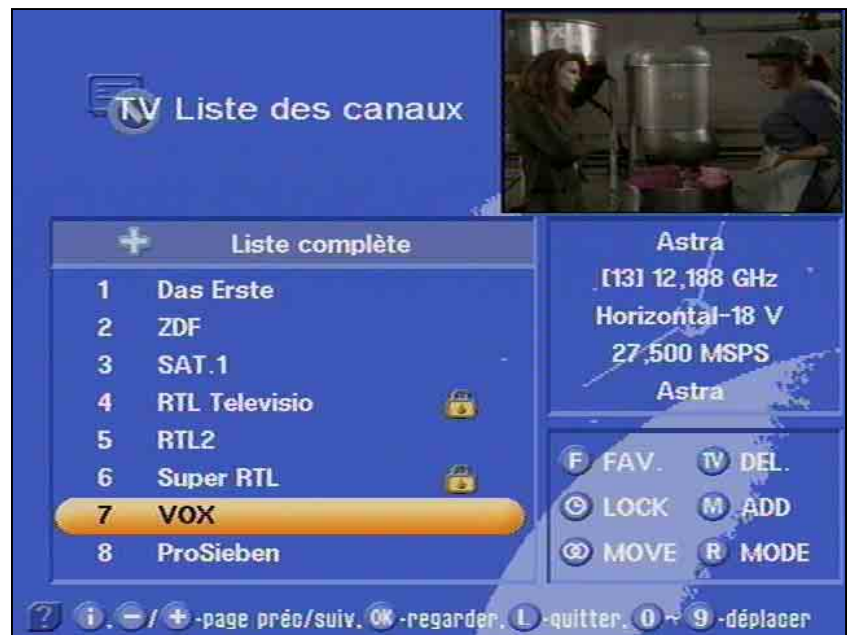 TV Liste des canaux
Liste complète
1 Das Erste
2 ZDF
3 SAT.1
4 RTL Televisio
5 RTL2
6 Super RTL
7 VOX
8 ProSieben
Astra
[13] 12,188 GHz
Horizontal-18 V
27,500 MSPS
Astra
F FAV. TV DEL.
LOCK M ADD
MOVE R MODE
? i. -/ + -page préc/suiv. OK -regarder. L -quitter. 0 ~ 9 -déplacer